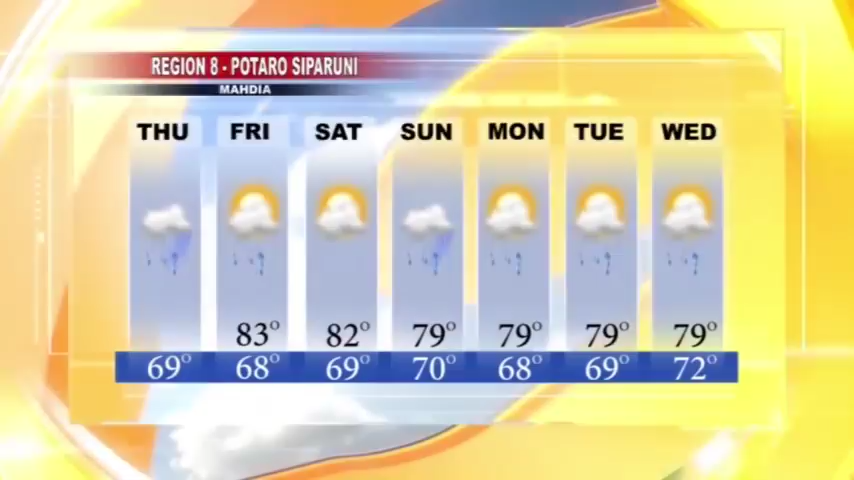 REGION 8 - POTARO SIPARUNI
MAHDIA
THU FRI SAT SUN MON TUE WED
83° 82° 79° 79° 79° 79°
69° 68° 69° 70° 68° 69° 72°